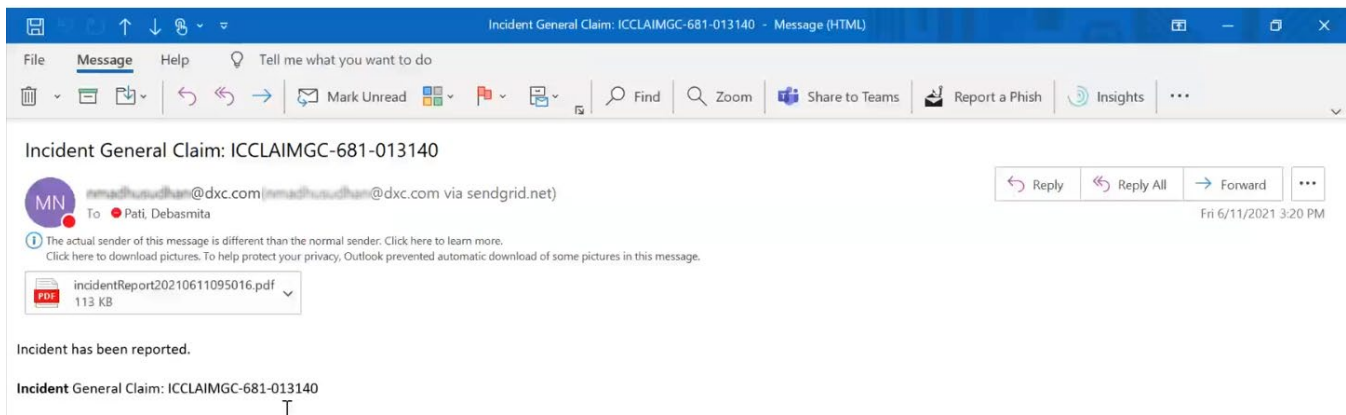 Incident General Claim: ICCLAIMGC-681-013140 - Message (HTML)
File Message Help Tell me what you want to do
Mark Unread Find Zoom Share to Teams Report a Phish Insights
Incident General Claim: ICCLAIMGC-681-013140
MN
@dxc.com @dxc.com via sendgrid.net)
To Pati, Debasmita
Reply Reply All Forward
Fri 6/11/2021 3:20 PM
The actual sender of this message is different than the normal sender. Click here to learn more.
Click here to download pictures. To help protect your privacy, Outlook prevented automatic download of some pictures in this message.
PDF
incidentReport20210611095016.pdf
113 KB
Incident has been reported.
Incident General Claim: ICCLAIMGC-681-013140